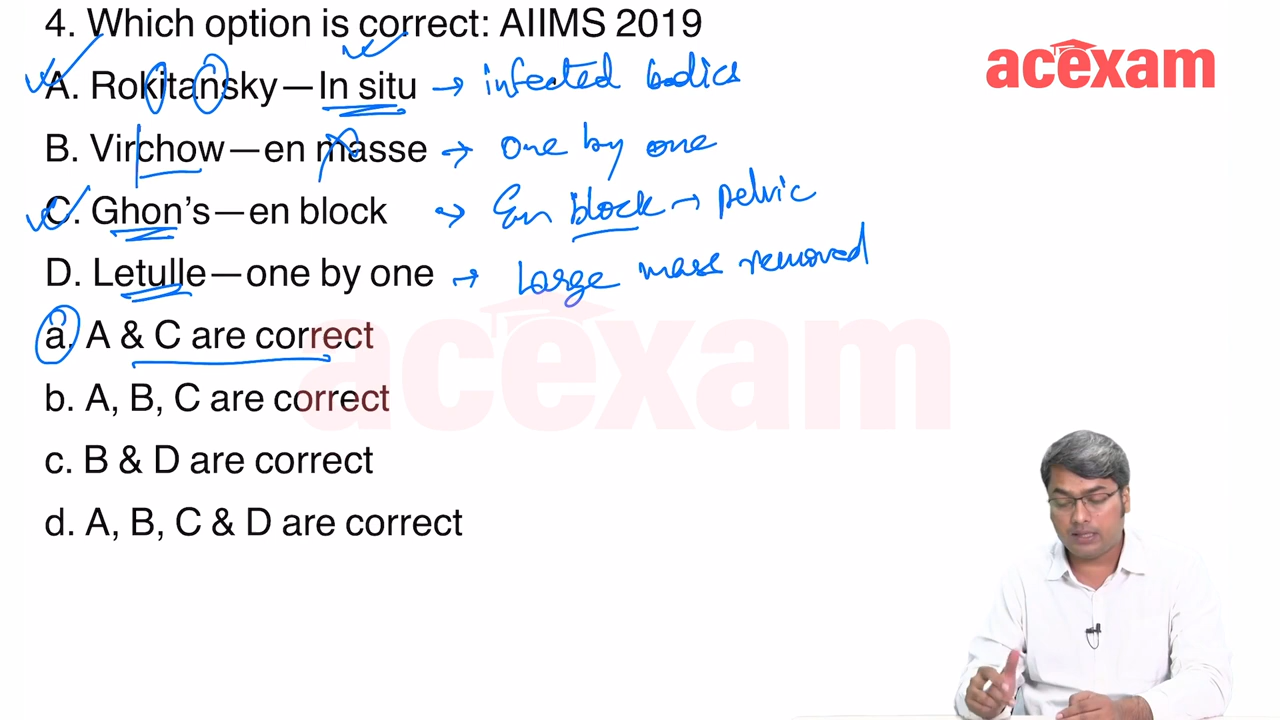 4. Which option is correct: AIIMS 2019
acexam
A. Rokitansky—In situ → infected bodies
B. Virchow—en masse → one by one
C. Ghon's—en block → En block → pelvic
D. Letulle—one by one → Large mass removed
a. A & C are correct
b. A, B, C are correct
c. B & D are correct
d. A, B, C & D are correct
acexam